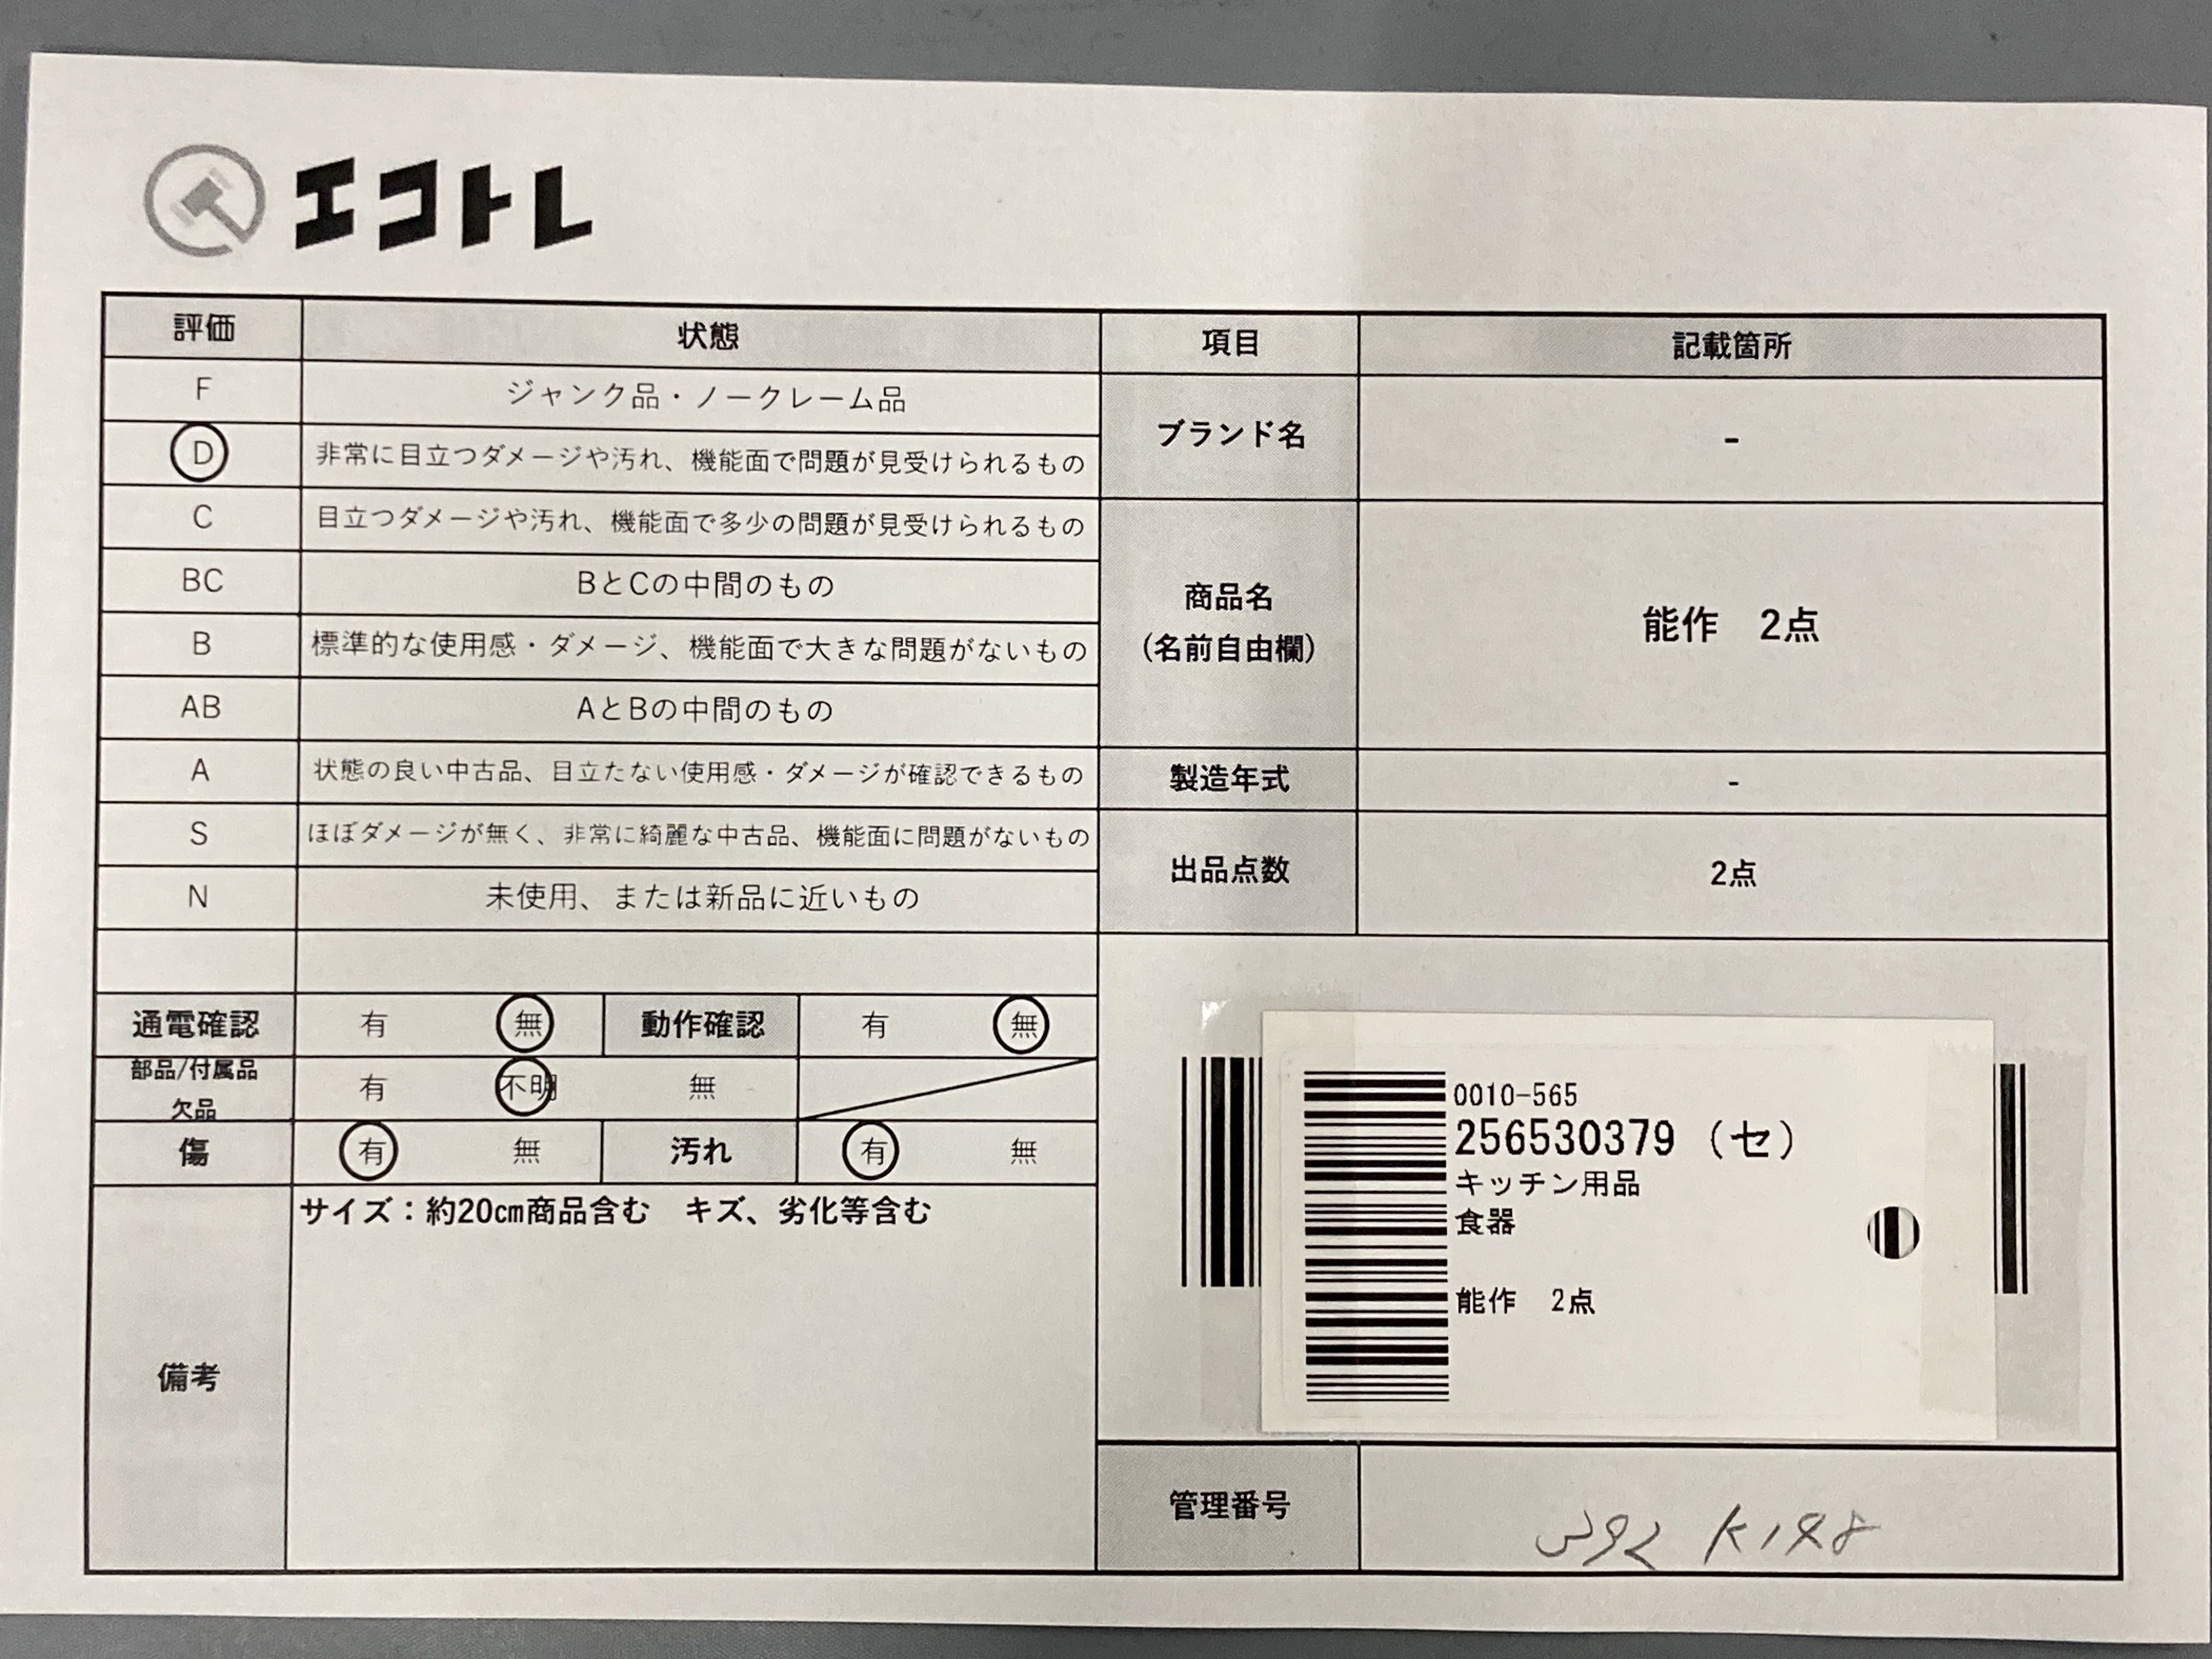 エコトレ
評価 状態 項目 記載箇所
F ジャンク品・ノークレーム品
D 非常に目立つダメージや汚れ、機能面で問題が見受けられるもの
ブランド名 -
C 目立つダメージや汚れ、機能面で多少の問題が見受けられるもの
BC BとCの中間のもの
B 標準的な使用感・ダメージ、機能面で大きな問題がないもの
商品名
(名前自由欄)
能作 2点
AB AとBの中間のもの
A 状態の良い中古品、目立たない使用感・ダメージが確認できるもの
製造年式 -
S ほぼダメージが無く、非常に綺麗な中古品、機能面に問題がないもの
出品点数 2点
N 未使用、または新品に近いもの
通電確認 有 無 動作確認 有 無
部品/付属品
欠品
有 不明 無
傷 有 無 汚れ 有 無
備考
サイズ：約20㎝商品含む キズ、劣化等含む
0010-565
256530379 (セ)
キッチン用品
食器
能作 2点
管理番号
392 K148